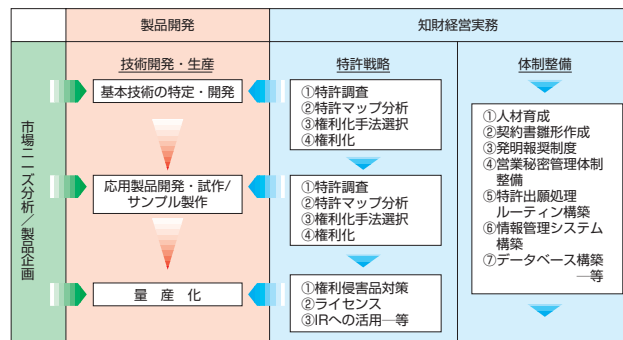 製品開発
知財経営実務
市場ニーズ分析／製品企画
技術開発・生産
基本技術の特定・開発
応用製品開発・試作/
サンプル製作
量産化
特許戦略
①特許調査
②特許マップ分析
③権利化手法選択
④権利化
①特許調査
②特許マップ分析
③権利化手法選択
④権利化
①権利侵害品対策
②ライセンス
③IRへの活用─等
体制整備
①人材育成
②契約書雛形作成
③発明報奨制度
④営業秘密管理体制
整備
⑤特許出願処理
ルーティン構築
⑥情報管理システム
構築
⑦データベース構築
─等